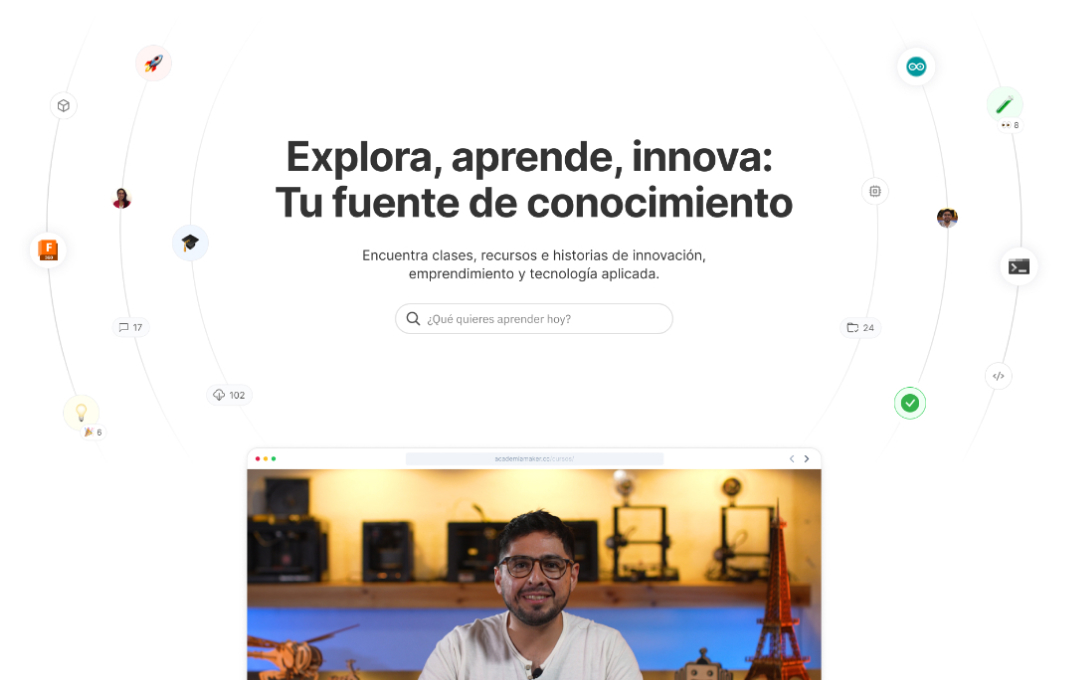 8
Explora, aprende, innova:
Tu fuente de conocimiento
Encuentra clases, recursos e historias de innovación,
emprendimiento y tecnología aplicada.
¿Qué quieres aprender hoy?
F
17
24
102
6
academiamaker.co/cursos/